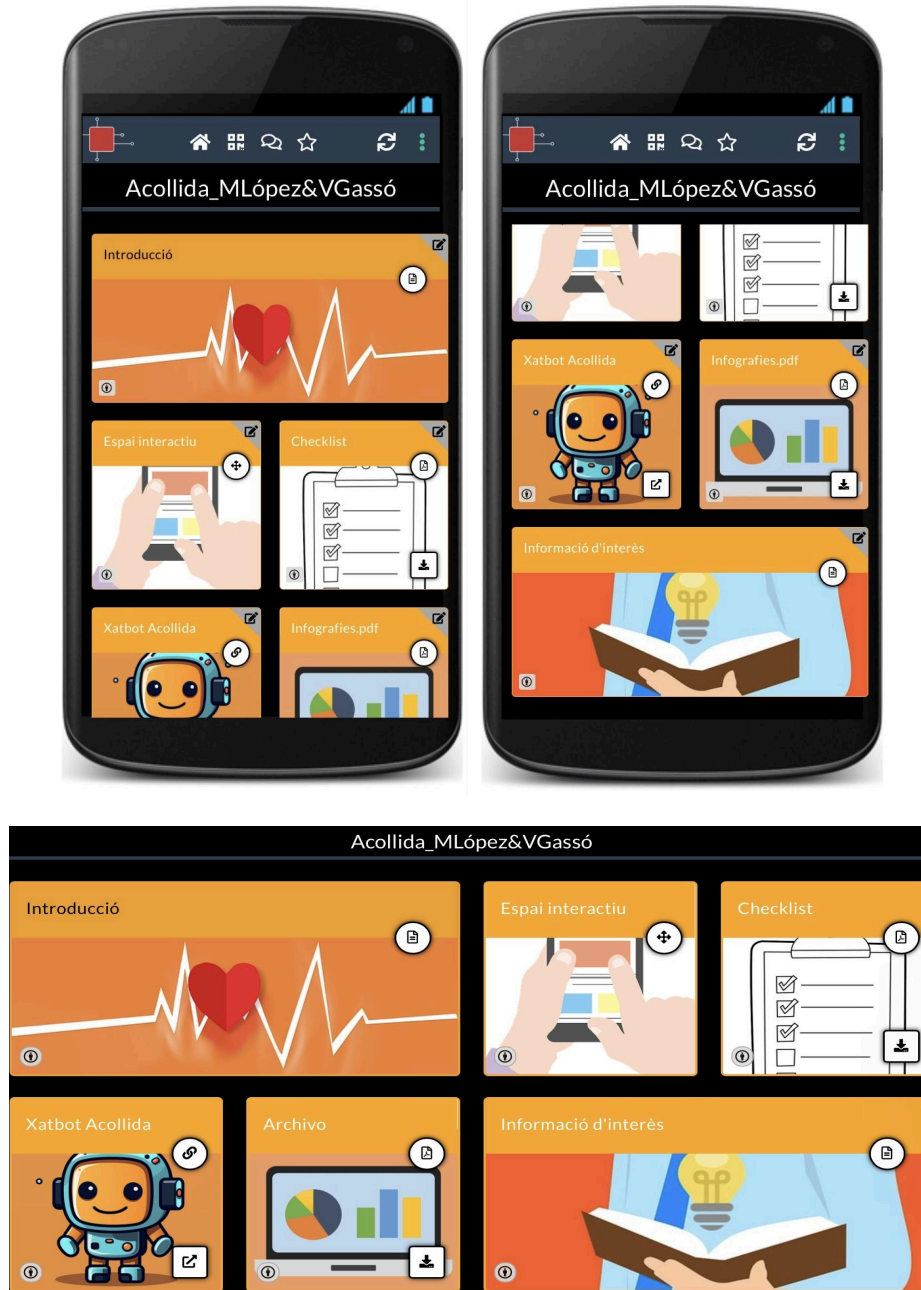 Acollida_MLópez&VGassó
Introducció
Espai interactiu
Checklist
Xatbot Acollida
Infografies.pdf
Acollida_MLópez&VGassó
Xatbot Acollida
Infografies.pdf
Informació d'interès
Acollida_MLópez&VGassó
Introducció
Espai interactiu
Checklist
Xatbot Acollida
Archivo
Informació d'interès